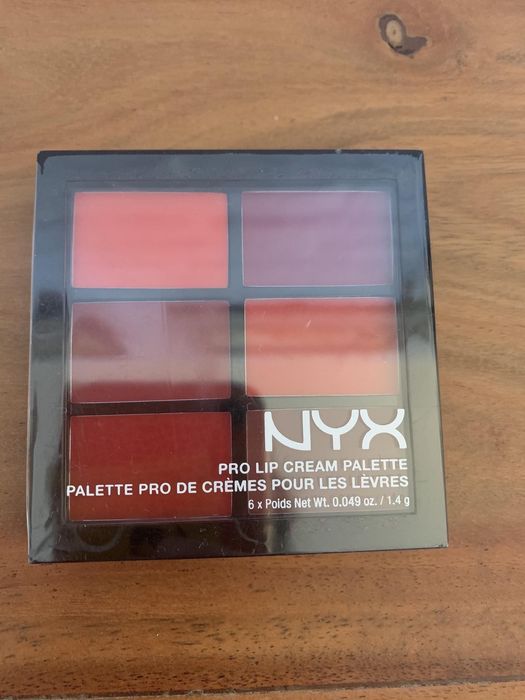 NYX
PRO LIP CREAM PALETTE
PALETTE PRO DE CRÈMES POUR LES LÈVRES
6 x Poids Net Wt. 0.049 oz. / 1.4 g